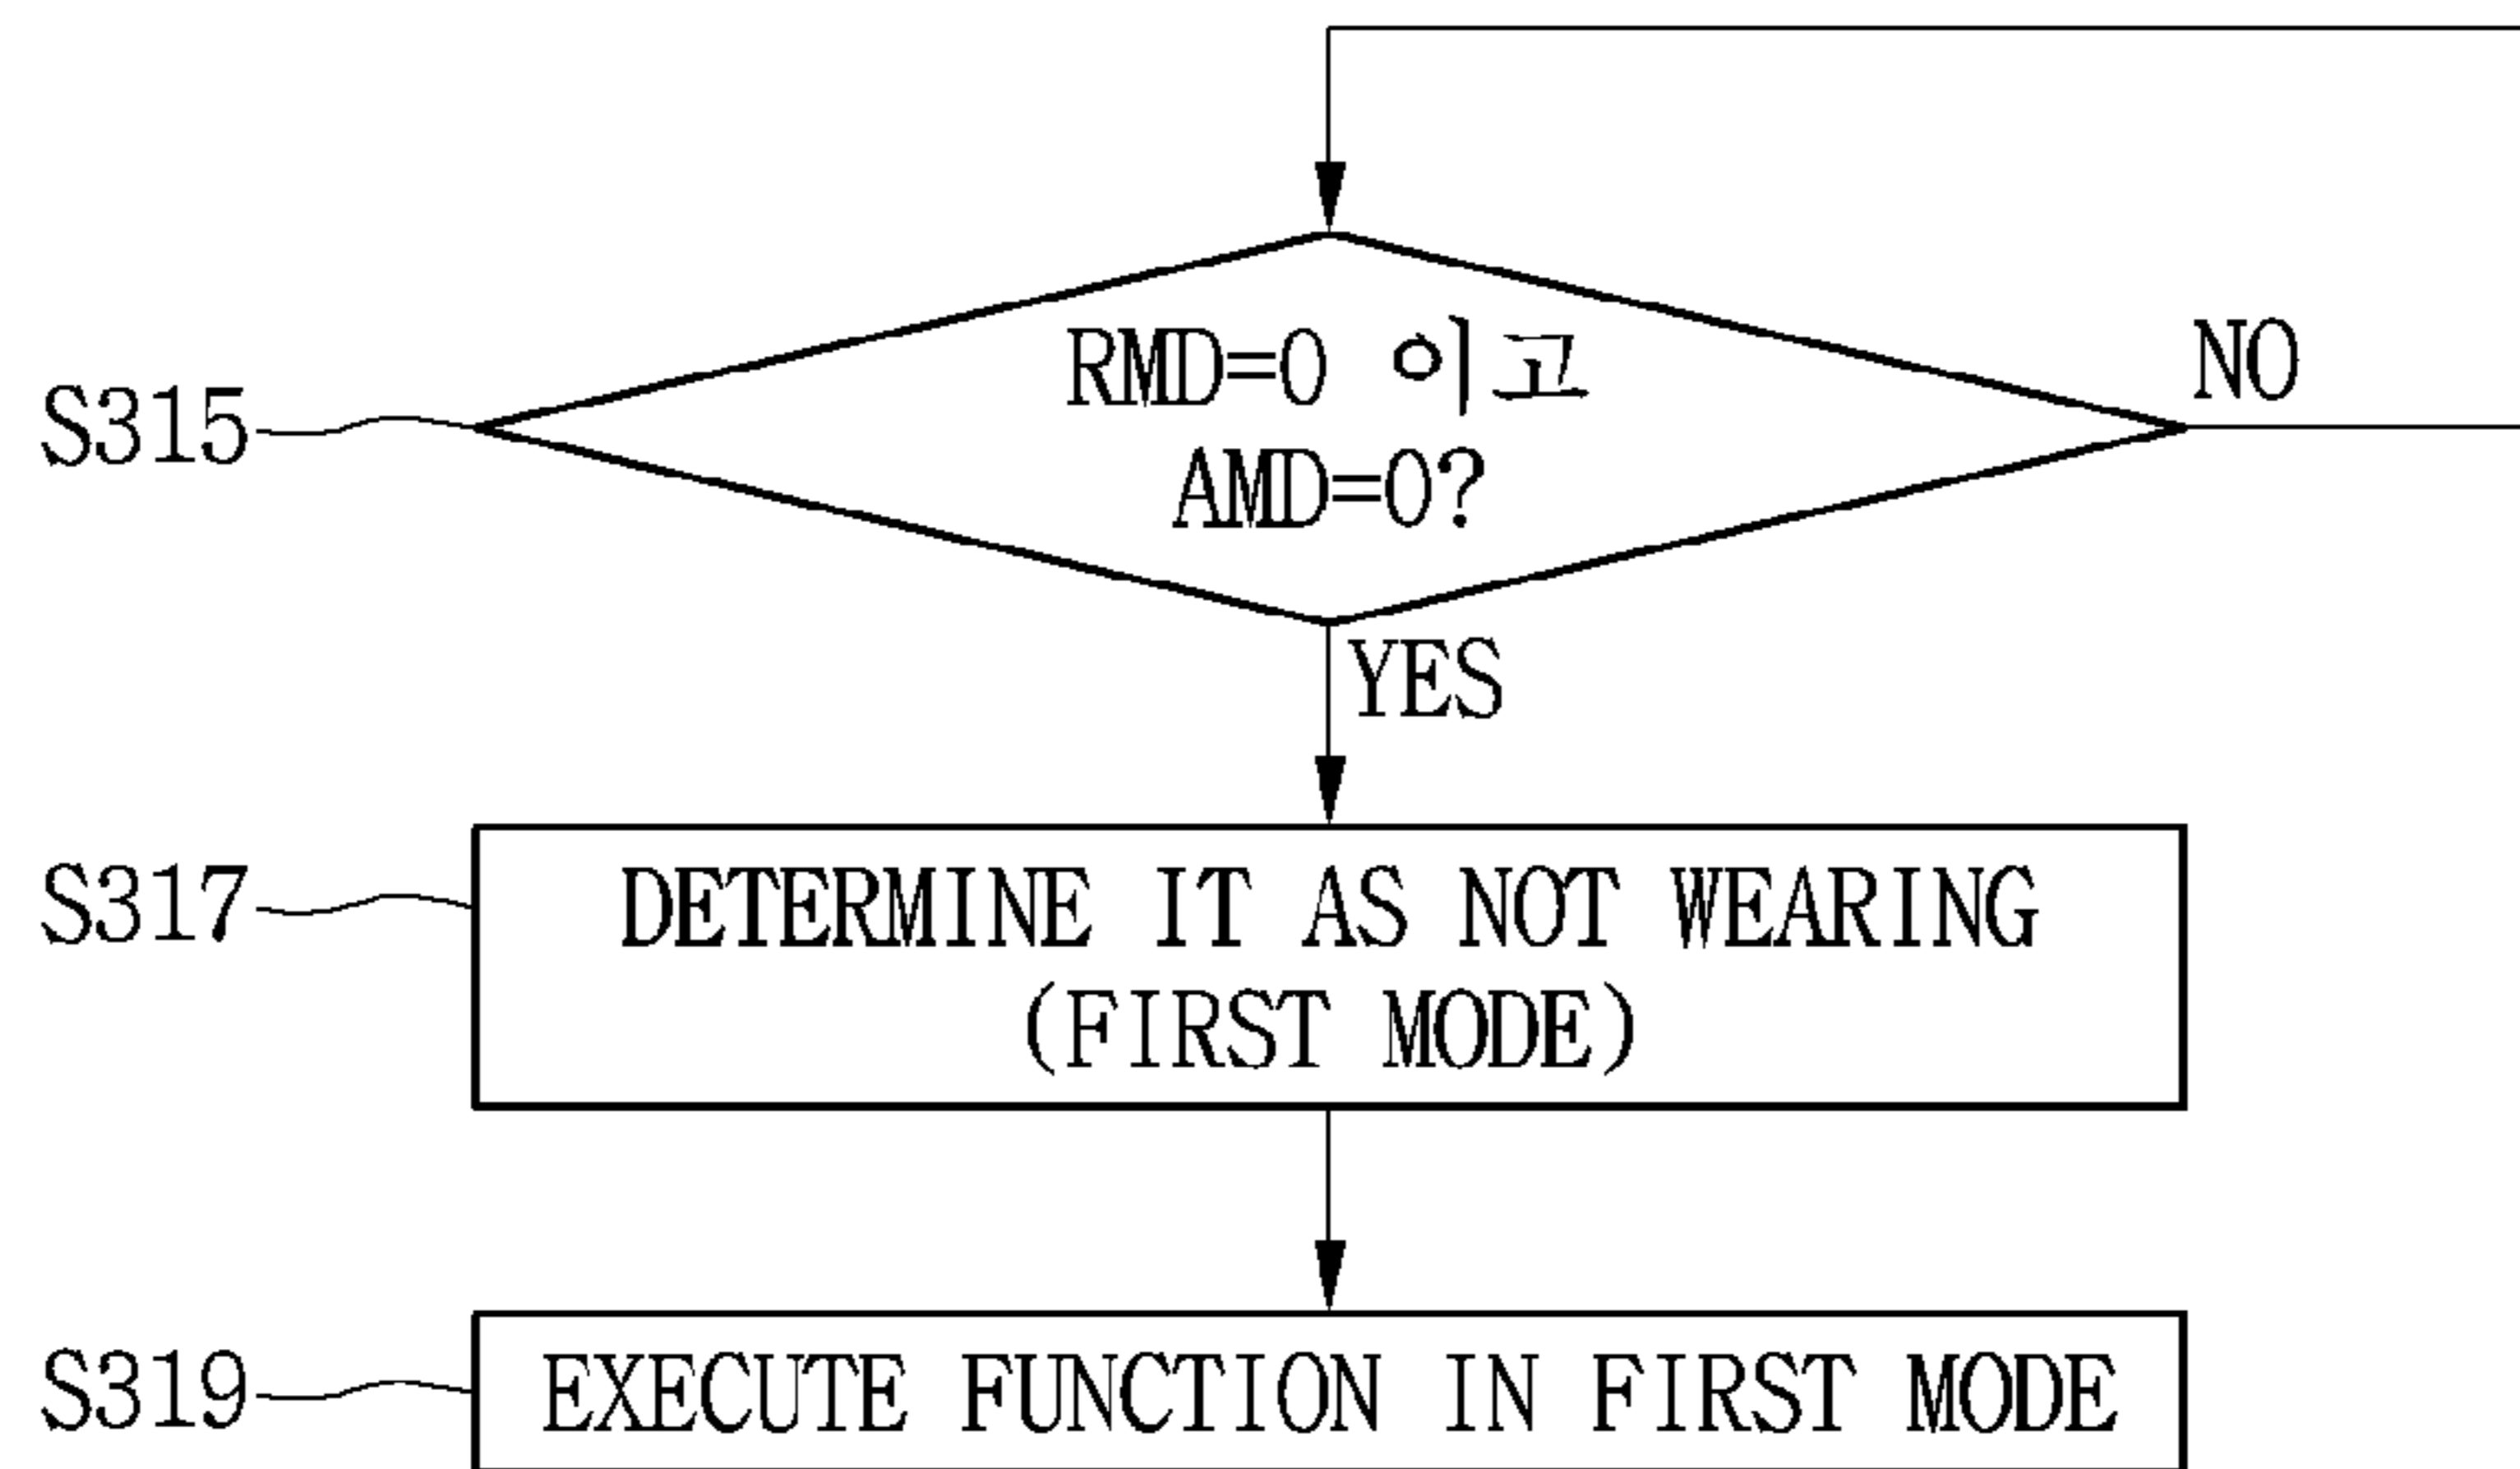 RMD=0 이고
AMD=0?
NO
S315
YES
S317
DETERMINE IT AS NOT WEARING
(FIRST MODE)
S319
EXECUTE FUNCTION IN FIRST MODE